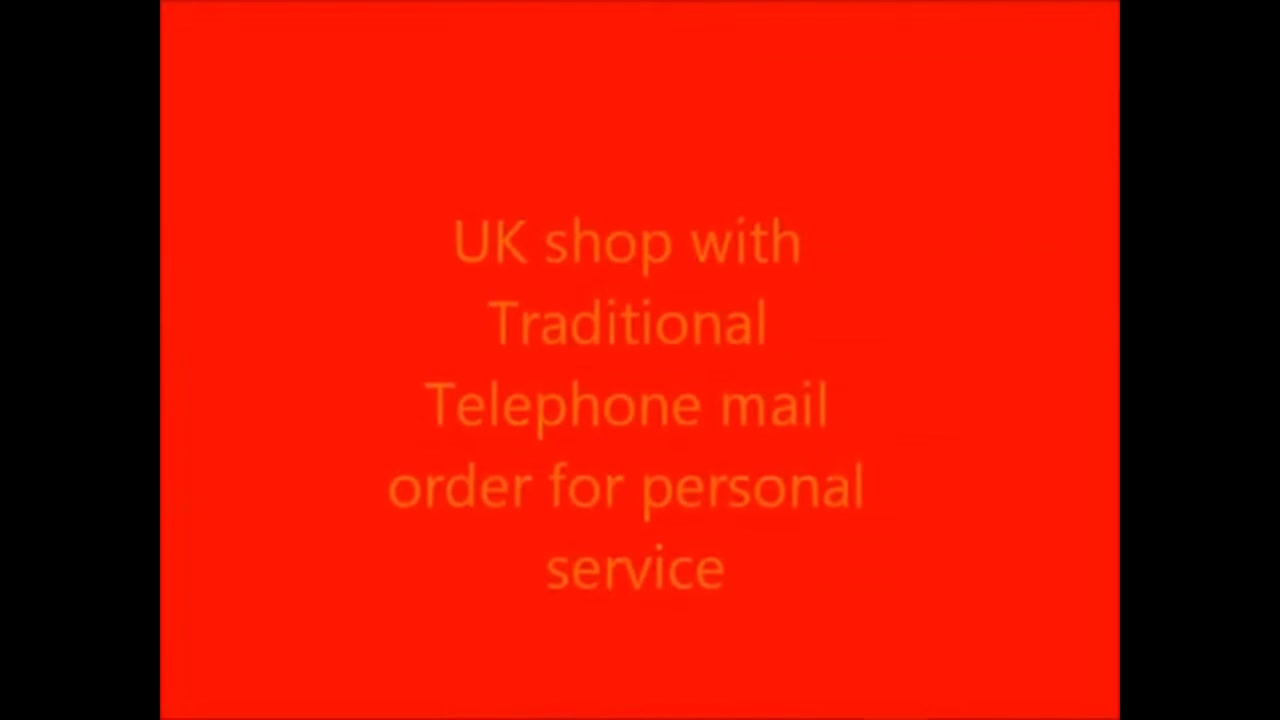 UK shop with
Traditional
Telephone mail
order for personal
service